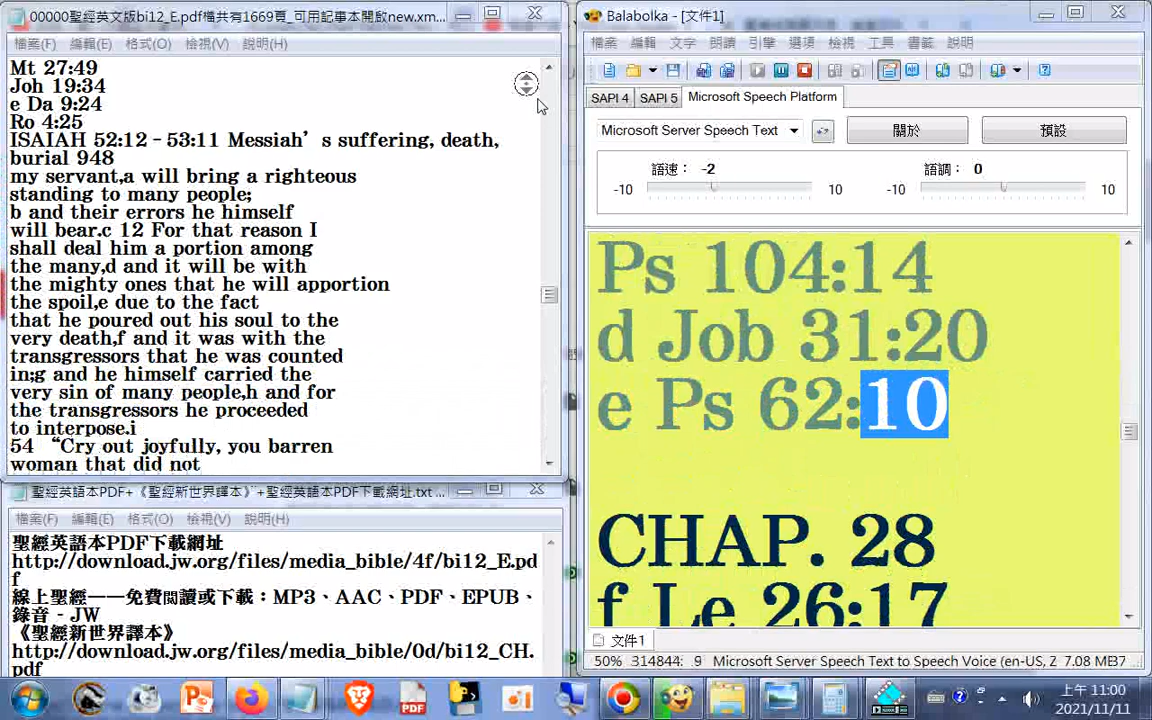 00000聖經英文版bi12_E.pdf檔共有1669頁_可用記事本開啟new.xm...
檔案(F) 編輯(E) 格式(O) 檢視(V) 說明(H)
Mt 27:49
Joh 19:34
e Da 9:24
Ro 4:25
ISAIAH 52:12–53:11 Messiah’s suffering, death,
burial 948
my servant,a will bring a righteous
standing to many people;
b and their errors he himself
will bear.c 12 For that reason I
shall deal him a portion among
the many,d and it will be with
the mighty ones that he will apportion
the spoil,e due to the fact
that he poured out his soul to the
very death,f and it was with the
transgressors that he was counted
in;g and he himself carried the
very sin of many people,h and for
the transgressors he proceeded
to interpose.i
54 “Cry out joyfully, you barren
woman that did not
聖經英語本PDF+《聖經新世界譯本》¨+聖經英語本PDF下載網址.txt ...
檔案(F) 編輯(E) 格式(O) 檢視(V) 說明(H)
聖經英語本PDF下載網址
http://download.jw.org/files/media_bible/4f/bi12_E.pd
f
線上聖經──免費閱讀或下載：MP3、AAC、PDF、EPUB、
錄音 - JW
《聖經新世界譯本》
http://download.jw.org/files/media_bible/0d/bi12_CH.
pdf
Balabolka - [文件1]
檔案 編輯 文字 朗讀 引擎 選項 檢視 工具 書籤 說明
SAPI 4 SAPI 5 Microsoft Speech Platform
Microsoft Server Speech Text 關於 預設
語速： -2 語調： 0
-10 10 -10 10
Ps 104:14
d Job 31:20
e Ps 62:10
CHAP. 28
f Le 26:17
文件1
50% 314844: 9 Microsoft Server Speech Text to Speech Voice (en-US, Z 7.08 MB37
上午 11:00
2021/11/11